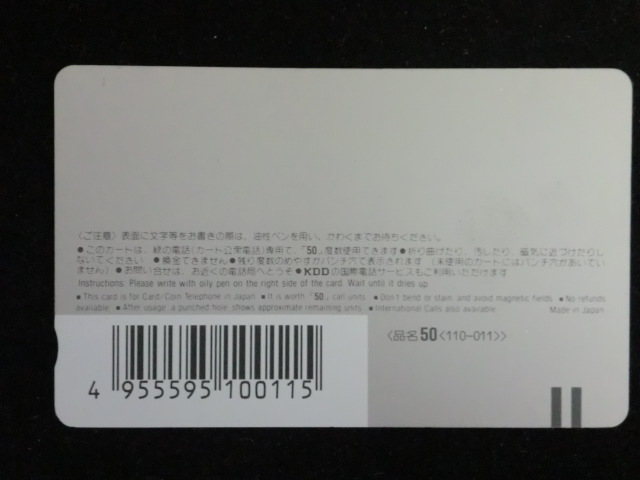 〈ご注意〉表面に文字等をお書きの際は、油性ペンを用い、かわくまでお待ちください。
●このカードは、緑の電話(カード公衆電話)専用で、「50」度数使用できます●折り曲げたり、汚したり、磁気に近づけたりし
ないでください。●換金できません●残り度数のめやすがパンチ穴で表示されます(未使用のカードにはパンチ穴があいてい
ません)●お問い合せは、お近くの電話局へどうぞ●KDDの国際電話サービスもご利用いただけます
Instructions: Please write with oily pen on the right side of the card. Wait until it dries up.
●This card is for Card/Coin Telephone in Japan. ●It is worth「50」call units. ●Don't bend or stain, and avoid magnetic fields. ●No refunds
available. ●After usage, a punched hole shows approximate remaining units. ●International Calls also available. Made in Japan
〈品名50〈110-011〉〉
4 955595 100115